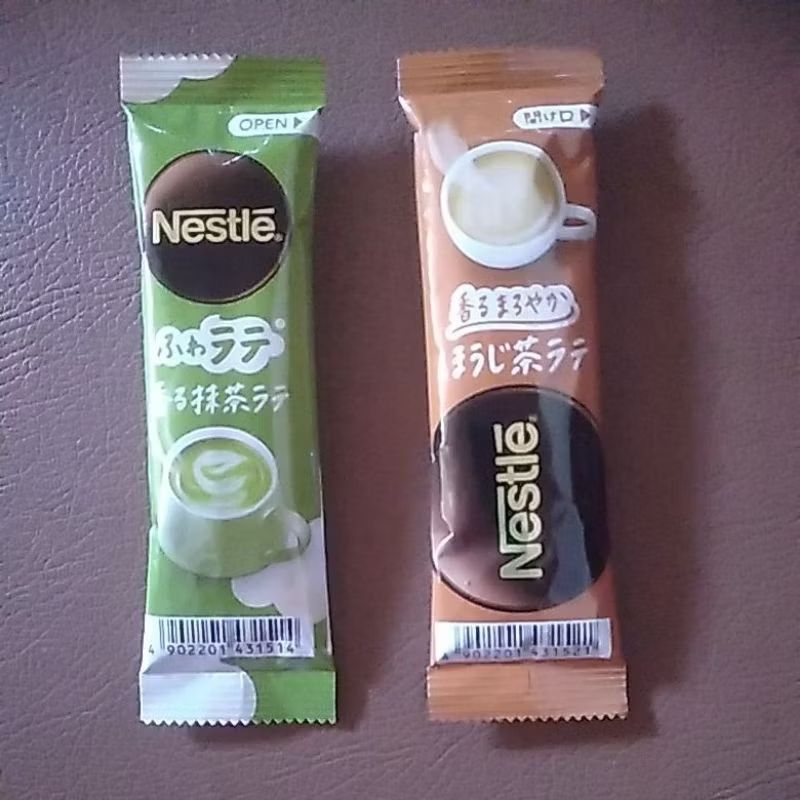 OPEN
Nestlé®
ふわラテ®
香る抹茶ラテ
4 902201 431514
開け口
香るまろやか
ほうじ茶ラテ
Nestlé®
4 902201 431521